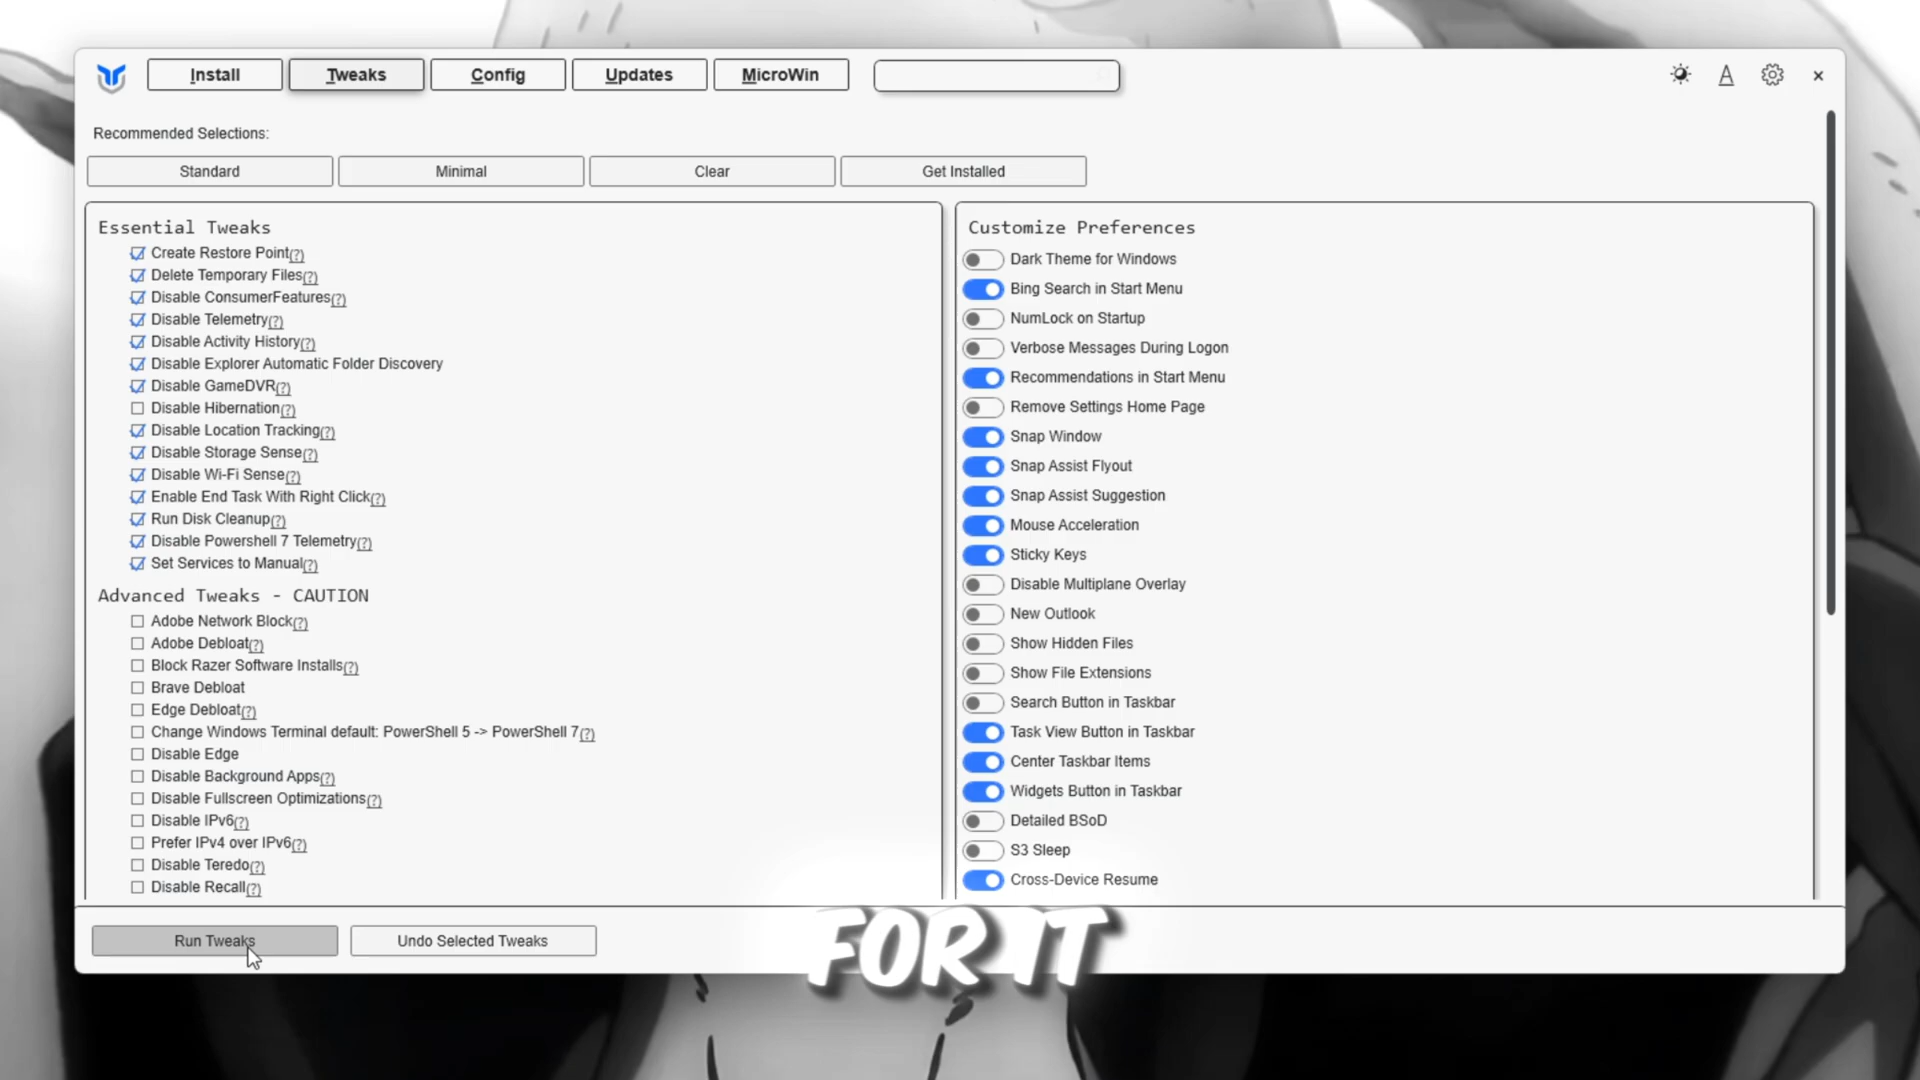 Install Tweaks Config Updates MicroWin
Recommended Selections:
Standard Minimal Clear Get Installed
Essential Tweaks
Create Restore Point(?)
Delete Temporary Files(?)
Disable ConsumerFeatures(?)
Disable Telemetry(?)
Disable Activity History(?)
Disable Explorer Automatic Folder Discovery
Disable GameDVR(?)
Disable Hibernation(?)
Disable Location Tracking(?)
Disable Storage Sense(?)
Disable Wi-Fi Sense(?)
Enable End Task With Right Click(?)
Run Disk Cleanup(?)
Disable Powershell 7 Telemetry(?)
Set Services to Manual(?)
Advanced Tweaks - CAUTION
Adobe Network Block(?)
Adobe Debloat(?)
Block Razer Software Installs(?)
Brave Debloat
Edge Debloat(?)
Change Windows Terminal default: PowerShell 5 -> PowerShell 7(?)
Disable Edge
Disable Background Apps(?)
Disable Fullscreen Optimizations(?)
Disable IPv6(?)
Prefer IPv4 over IPv6(?)
Disable Teredo(?)
Disable Recall(?)
Customize Preferences
Dark Theme for Windows
Bing Search in Start Menu
NumLock on Startup
Verbose Messages During Logon
Recommendations in Start Menu
Remove Settings Home Page
Snap Window
Snap Assist Flyout
Snap Assist Suggestion
Mouse Acceleration
Sticky Keys
Disable Multiplane Overlay
New Outlook
Show Hidden Files
Show File Extensions
Search Button in Taskbar
Task View Button in Taskbar
Center Taskbar Items
Widgets Button in Taskbar
Detailed BSoD
S3 Sleep
Cross-Device Resume
Run Tweaks Undo Selected Tweaks
FOR IT